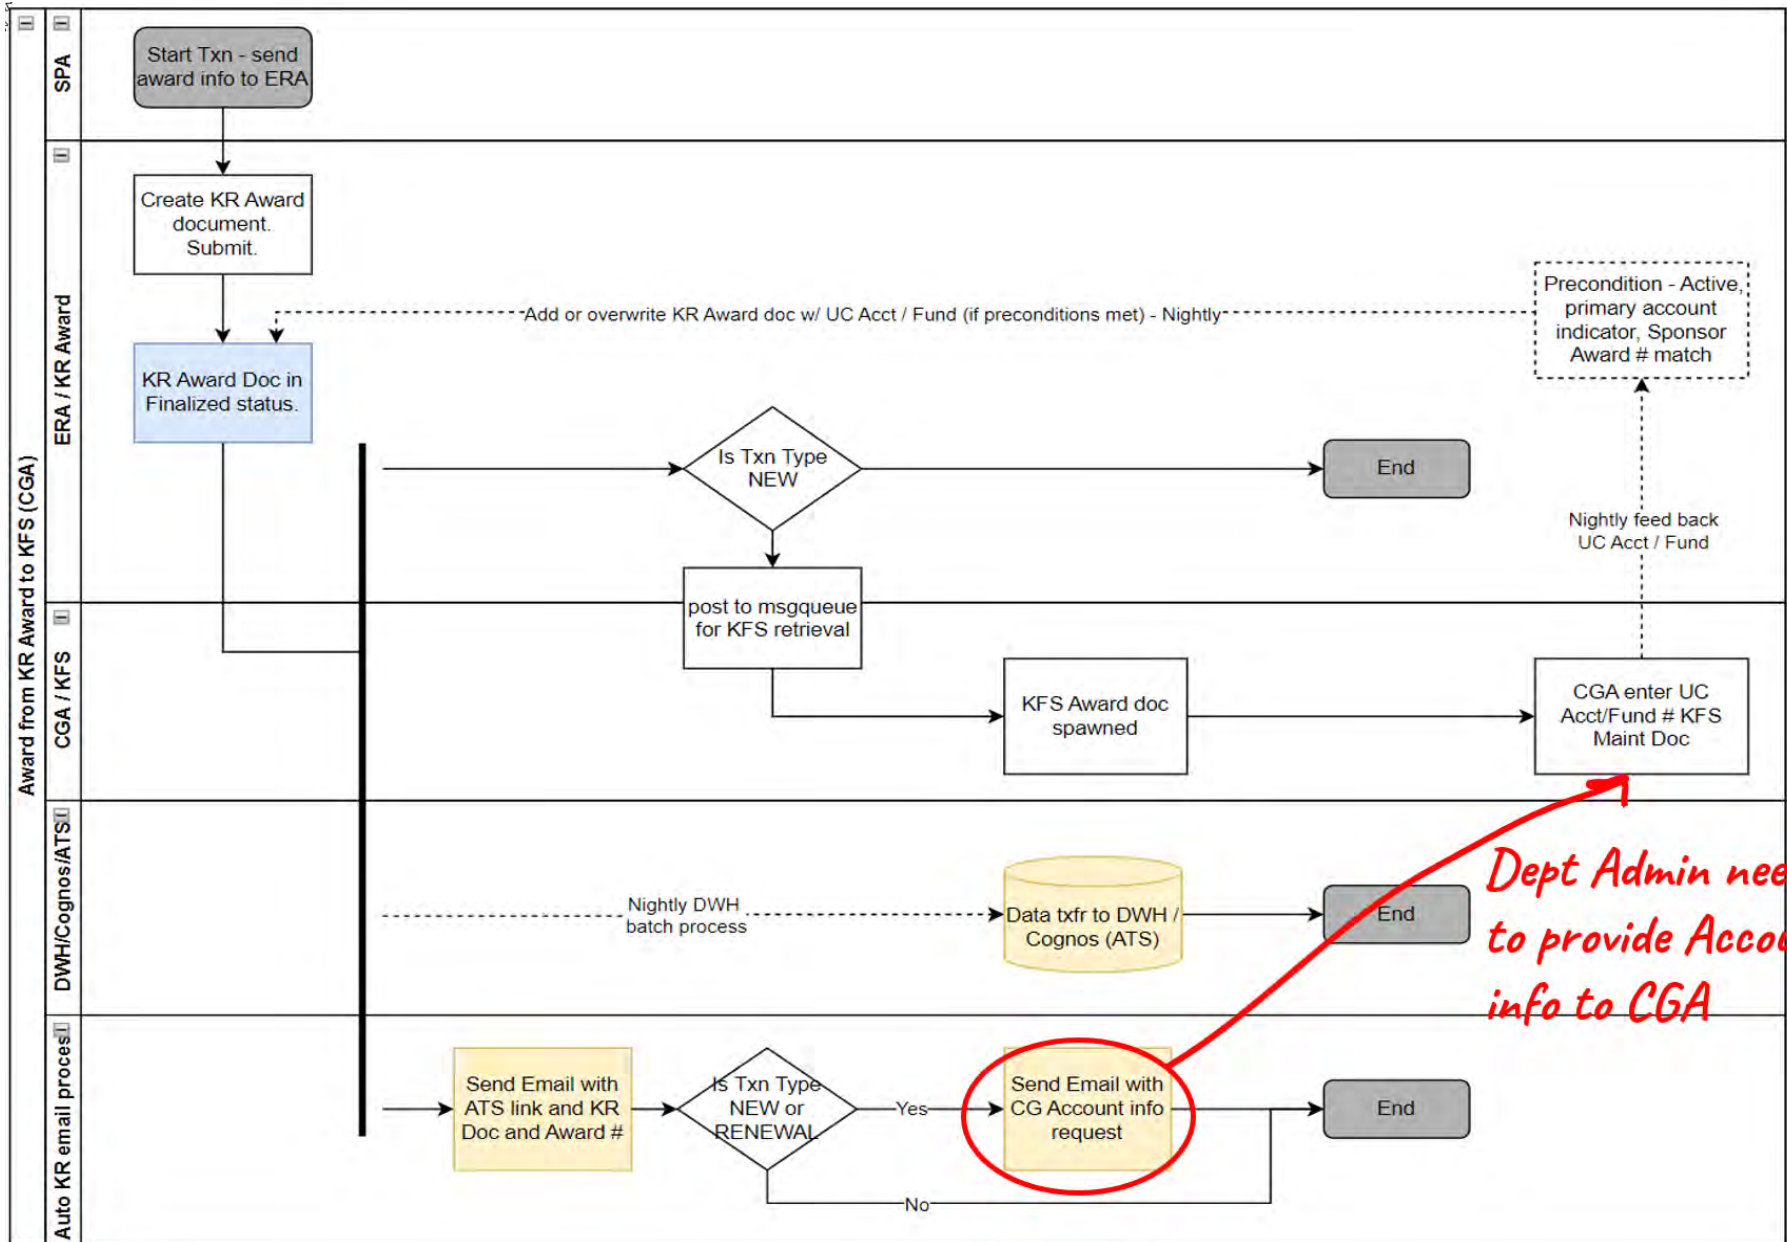 Award from KR Award to KFS (CGA)
SPA
Start Txn - send
award info to ERA
ERA / KR Award
Create KR Award
document.
Submit.
Add or overwrite KR Award doc w/ UC Acct / Fund (if preconditions met) - Nightly
Precondition - Active,
primary account
indicator, Sponsor
Award # match
KR Award Doc in
Finalized status.
Is Txn Type
NEW
End
Nightly feed back
UC Acct / Fund
CGA / KFS
post to msgqueue
for KFS retrieval
KFS Award doc
spawned
CGA enter UC
Acct/Fund # KFS
Maint Doc
DWH/Cognos/ATS
Nightly DWH
batch process
Data txfr to DWH /
Cognos (ATS)
End
Dept Admin nee
to provide Accou
info to CGA
Auto KR email proces
Send Email with
ATS link and KR
Doc and Award #
Is Txn Type
NEW or
RENEWAL
Yes
Send Email with
CG Account info
request
End
No